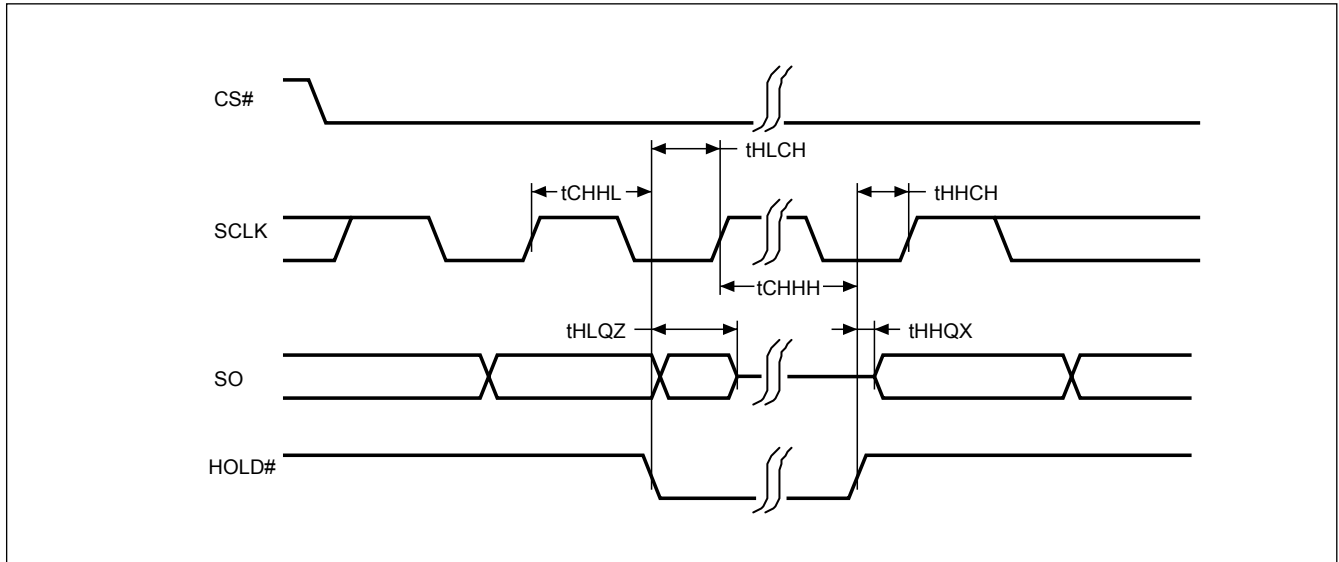 CS#
tHLCH
tCHHL
tHHCH
SCLK
tCHHH
tHLQZ
tHHQX
SO
HOLD#